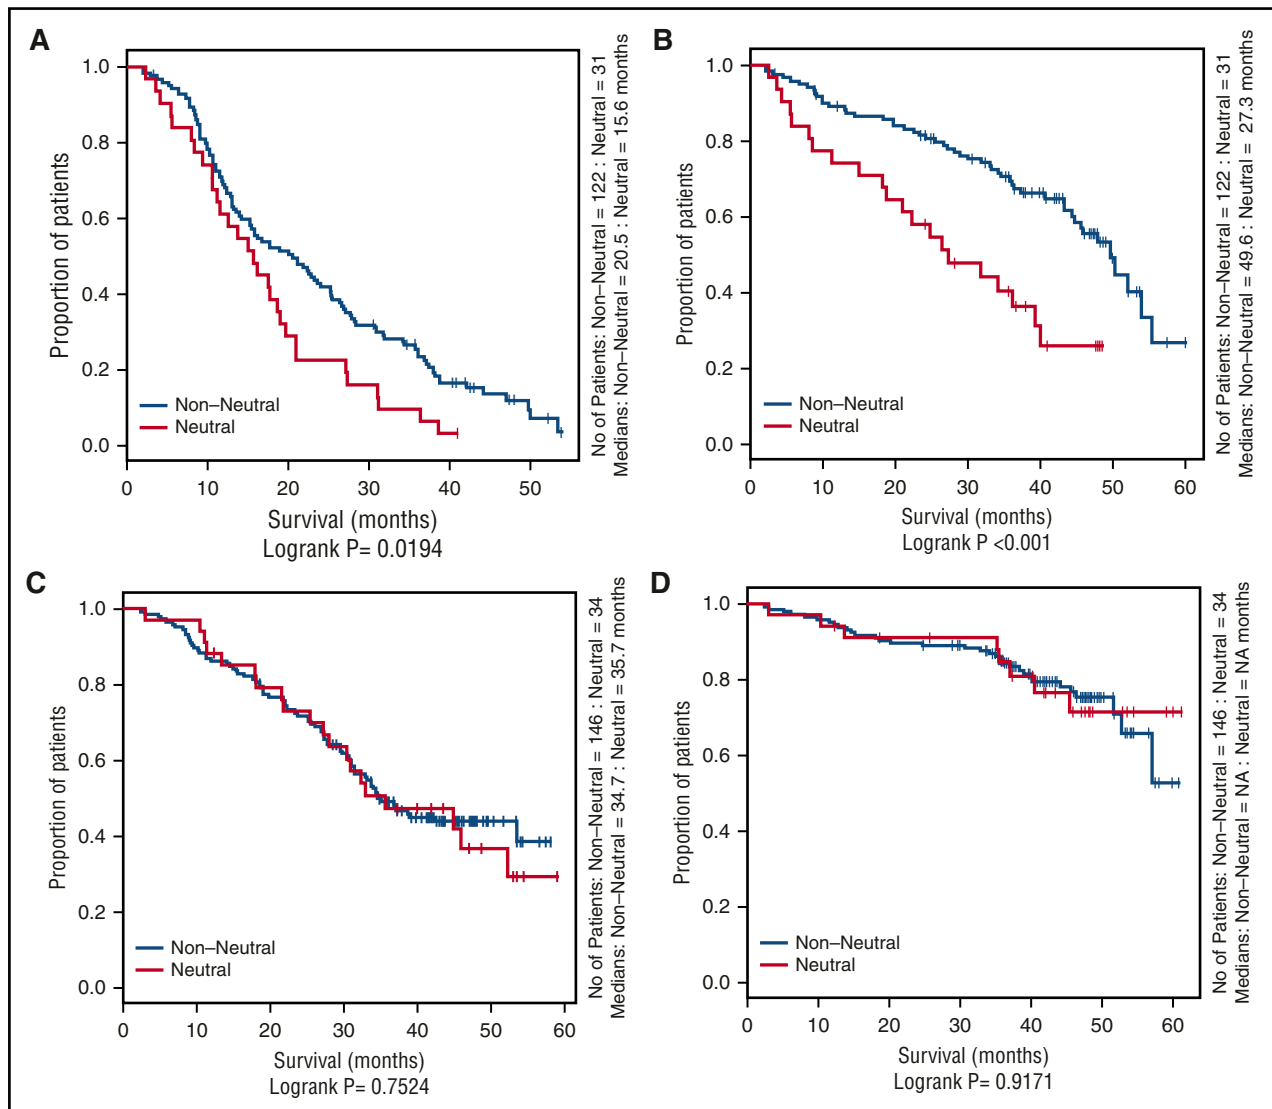 A
1.0
0.8
0.6
0.4
0.2
0.0
Proportion of patients
Non–Neutral
Neutral
0 10 20 30 40 50
Survival (months)
Logrank P= 0.0194
No of Patients: Non–Neutral = 122 : Neutral = 31
Medians: Non–Neutral = 20.5 : Neutral = 15.6 months
B
1.0
0.8
0.6
0.4
0.2
0.0
Proportion of patients
Non–Neutral
Neutral
0 10 20 30 40 50 60
Survival (months)
Logrank P <0.001
No of Patients: Non–Neutral = 122 : Neutral = 31
Medians: Non–Neutral = 49.6 : Neutral = 27.3 months
C
1.0
0.8
0.6
0.4
0.2
0.0
Proportion of patients
Non–Neutral
Neutral
0 10 20 30 40 50 60
Survival (months)
Logrank P= 0.7524
No of Patients: Non–Neutral = 146 : Neutral = 34
Medians: Non–Neutral = 34.7 : Neutral = 35.7 months
D
1.0
0.8
0.6
0.4
0.2
0.0
Proportion of patients
Non–Neutral
Neutral
0 10 20 30 40 50 60
Survival (months)
Logrank P= 0.9171
No of Patients: Non–Neutral = 146 : Neutral = 34
Medians: Non–Neutral = NA : Neutral = NA months